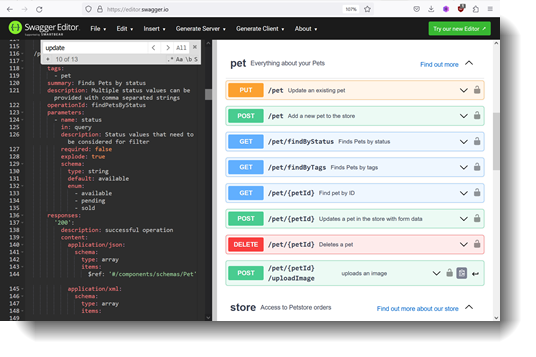 https://editor.swagger.io
107%
Swagger Editor.
Supported by SMARTBEAR
File
Edit
Insert
Generate Server
Generate Client
About
Try our new Editor
update
All
10 of 13
.* Aa \b S
115
116
117
118
tags:
119
- pet
120
summary: Finds Pets by status
121
description: Multiple status values can be
provided with comma separated strings
122
operationId: findPetsByStatus
123
parameters:
124
- name: status
125
in: query
126
description: Status values that need to
be considered for filter
127
required: false
128
explode: true
129
schema:
130
type: string
131
default: available
132
enum:
133
- available
134
- pending
135
- sold
136
responses:
137
'200':
138
description: successful operation
139
content:
140
application/json:
141
schema:
142
type: array
143
items:
144
$ref: '#/components/schemas/Pet'
145
146
application/xml:
147
schema:
148
type: array
149
items:
pet Everything about your Pets
Find out more
PUT /pet Update an existing pet
POST /pet Add a new pet to the store
GET /pet/findByStatus Finds Pets by status
GET /pet/findByTags Finds Pets by tags
GET /pet/{petId} Find pet by ID
POST /pet/{petId} Updates a pet in the store with form data
DELETE /pet/{petId} Deletes a pet
POST /pet/{petId}
/uploadImage uploads an image
store Access to Petstore orders
Find out more about our store